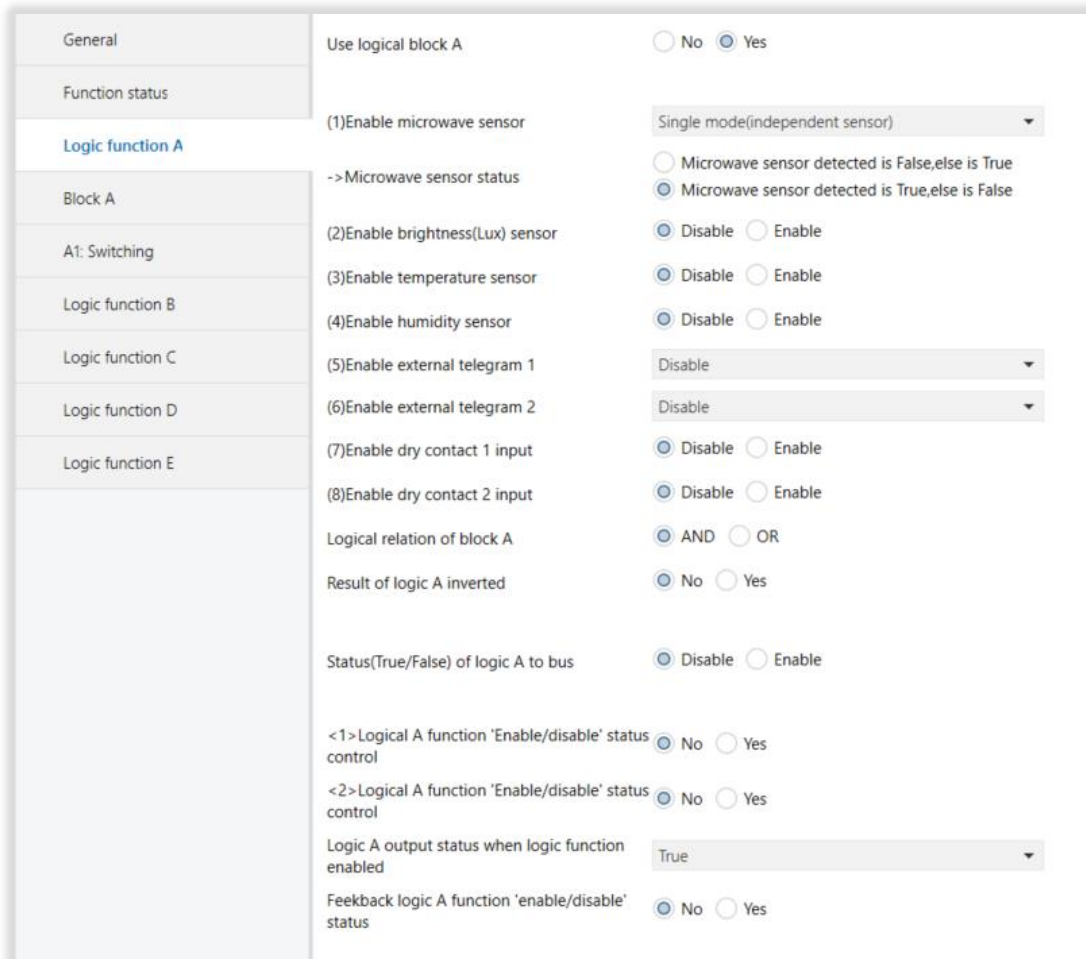 General
Function status
Logic function A
Block A
A1: Switching
Logic function B
Logic function C
Logic function D
Logic function E
Use logical block A No Yes
(1)Enable microwave sensor Single mode(independent sensor)
->Microwave sensor status Microwave sensor detected is False,else is True
Microwave sensor detected is True,else is False
(2)Enable brightness(Lux) sensor Disable Enable
(3)Enable temperature sensor Disable Enable
(4)Enable humidity sensor Disable Enable
(5)Enable external telegram 1 Disable
(6)Enable external telegram 2 Disable
(7)Enable dry contact 1 input Disable Enable
(8)Enable dry contact 2 input Disable Enable
Logical relation of block A AND OR
Result of logic A inverted No Yes
Status(True/False) of logic A to bus Disable Enable
<1>Logical A function 'Enable/disable' status
control No Yes
<2>Logical A function 'Enable/disable' status
control No Yes
Logic A output status when logic function
enabled True
Feekback logic A function 'enable/disable'
status No Yes